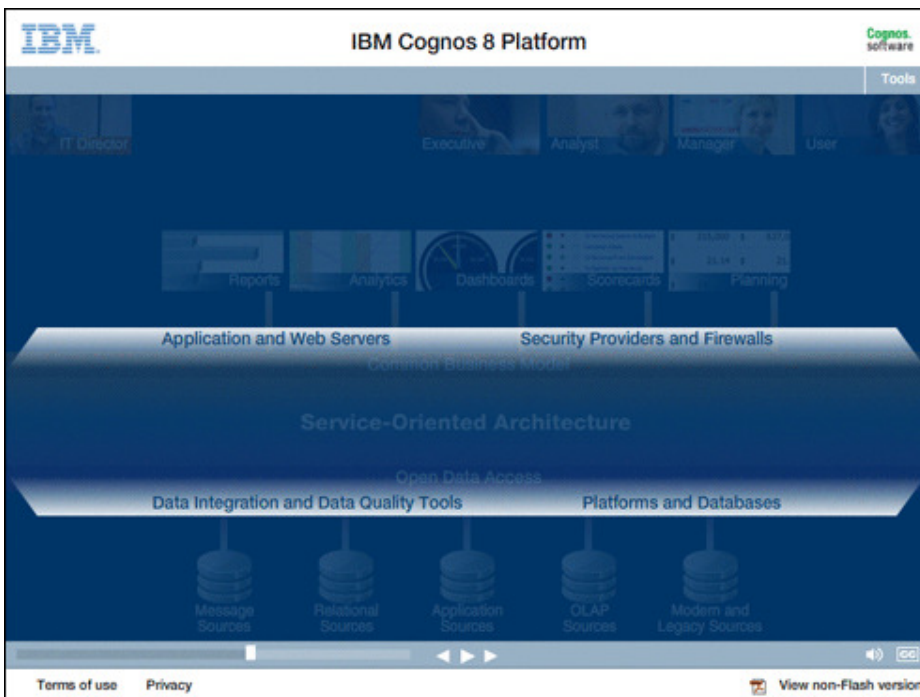 IBM
IBM Cognos 8 Platform
Cognos.
software
Tools
IT Director
Executive
Analyst
Manager
User
Reports
Analytics
Dashboards
Scorecards
Planning
Application and Web Servers
Security Providers and Firewalls
Common Business Model
Service-Oriented Architecture
Open Data Access
Data Integration and Data Quality Tools
Platforms and Databases
Message
Sources
Relational
Sources
Application
Sources
OLAP
Sources
Modern and
Legacy Sources
CC
Terms of use
Privacy
View non-Flash version